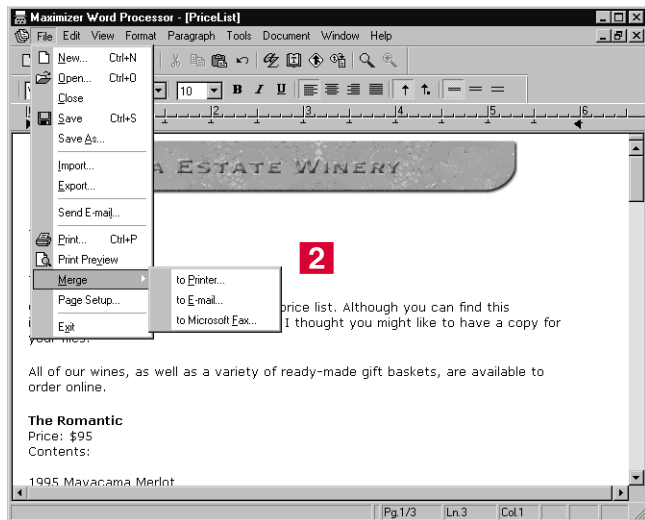 Maximizer Word Processor - [PriceList]
File Edit View Format Paragraph Tools Document Window Help
New... Ctrl+N
Open... Ctrl+O
Close
Save Ctrl+S
Save As...
Import...
Export...
Send E-mail...
Print... Ctrl+P
Print Preview
Merge
Page Setup...
Exit
to Printer...
to E-mail...
to Microsoft Fax...
10 B I U
2 3 4 5 6
A ESTATE WINERY
2
price list. Although you can find this
I thought you might like to have a copy for
your files.
All of our wines, as well as a variety of ready-made gift baskets, are available to
order online.
The Romantic
Price: $95
Contents:
1995 Mayacama Merlot
Pg.1/3 Ln.3 Col.1